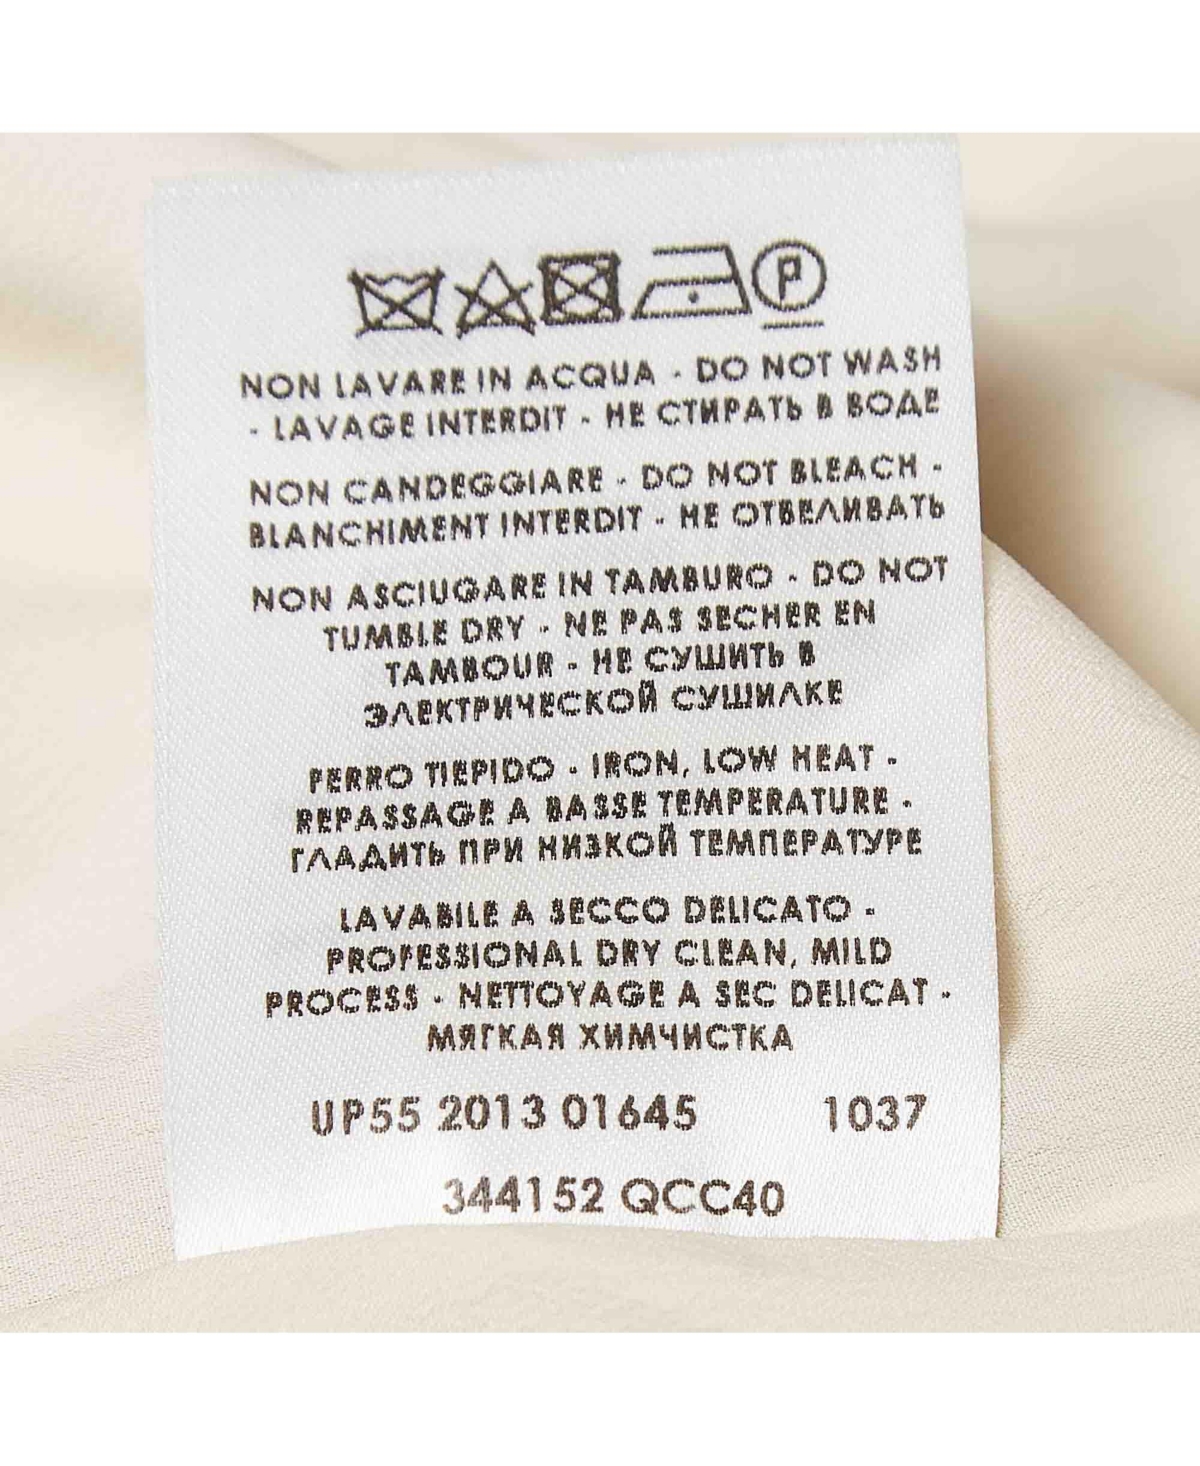 P
NON LAVARE IN ACQUA - DO NOT WASH
- LAVAGE INTERDIT - НЕ СТИРАТЬ В ВОДЕ
NON CANDEGGIARE - DO NOT BLEACH -
BLANCHIMENT INTERDIT - НЕ ОТБЕЛИВАТЬ
NON ASCIUGARE IN TAMBURO - DO NOT
TUMBLE DRY - NE PAS SECHER EN
TAMBOUR - НЕ СУШИТЬ В
ЭЛЕКТРИЧЕСКОЙ СУШИЛКЕ
FERRO TIEPIDO - IRON, LOW HEAT -
REPASSAGE A BASSE TEMPERATURE -
ГЛАДИТЬ ПРИ НИЗКОЙ ТЕМПЕРАТУРЕ
LAVABILE A SECCO DELICATO -
PROFESSIONAL DRY CLEAN, MILD
PROCESS - NETTOYAGE A SEC DELICAT -
МЯГКАЯ ХИМЧИСТКА
UP55 2013 01645 1037
344152 QCC40